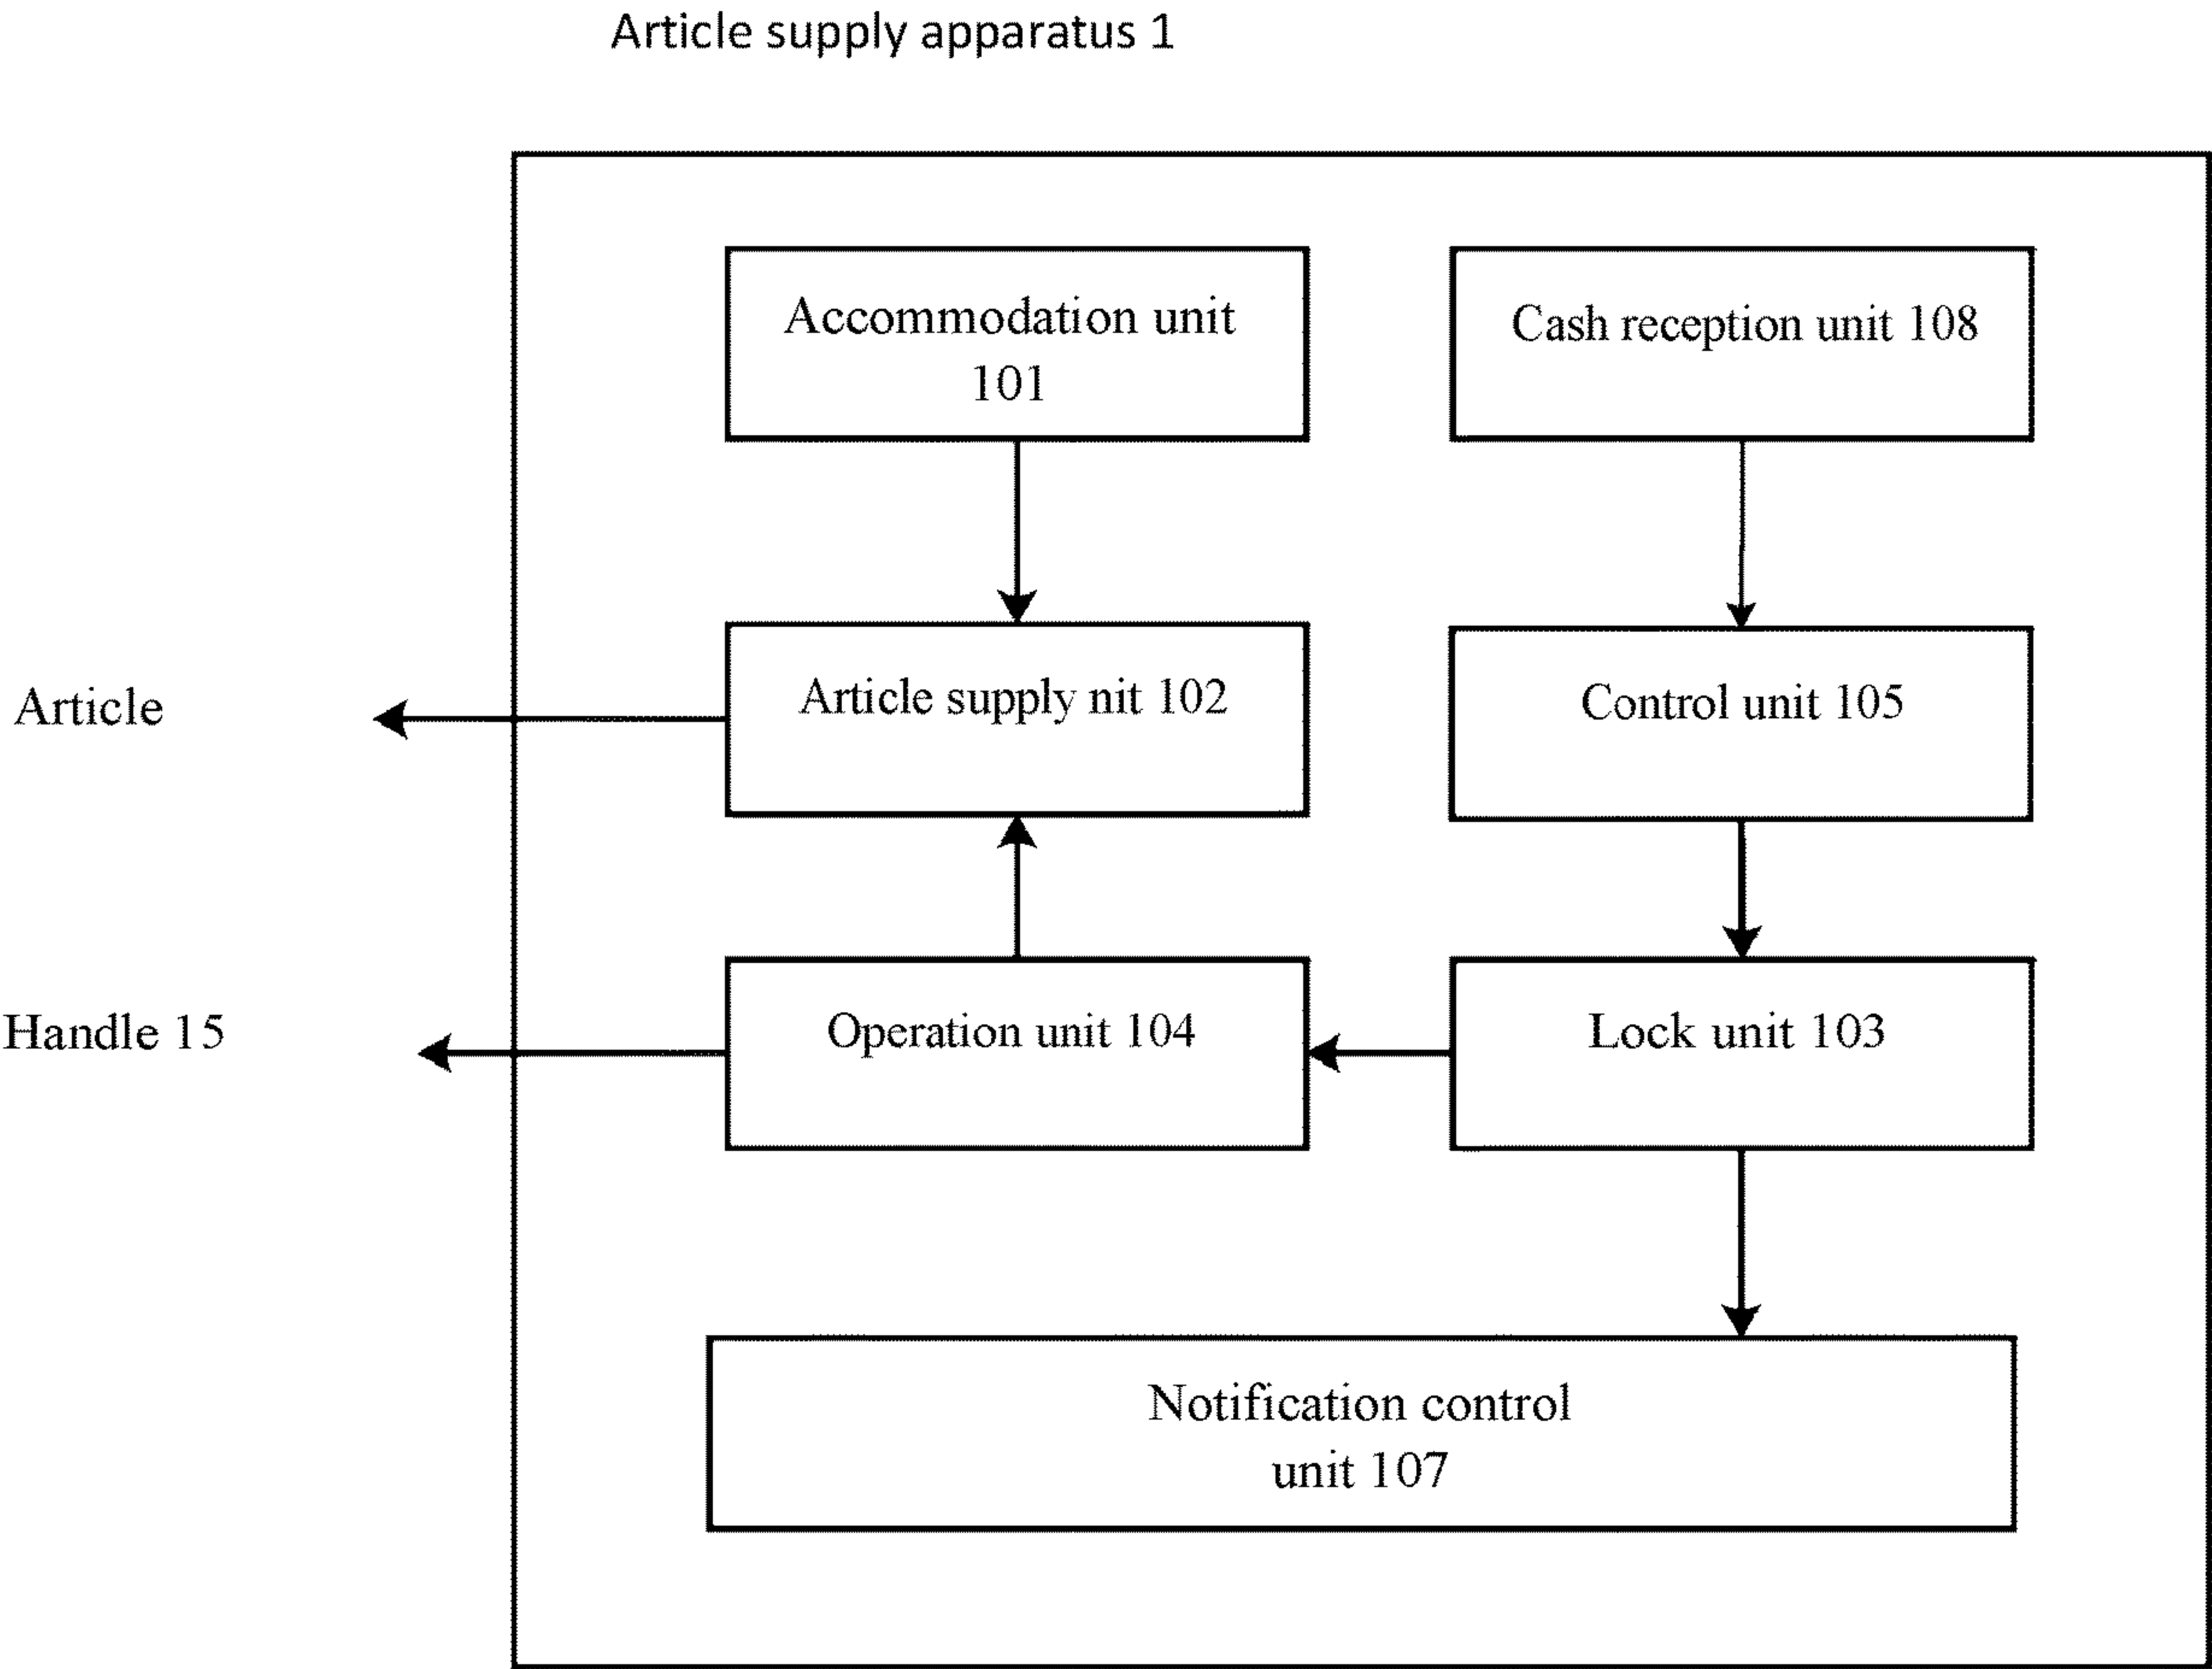 Article supply apparatus 1
Accommodation unit
101
Cash reception unit 108
Article
Article supply nit 102
Control unit 105
Handle 15
Operation unit 104
Lock unit 103
Notification control
unit 107